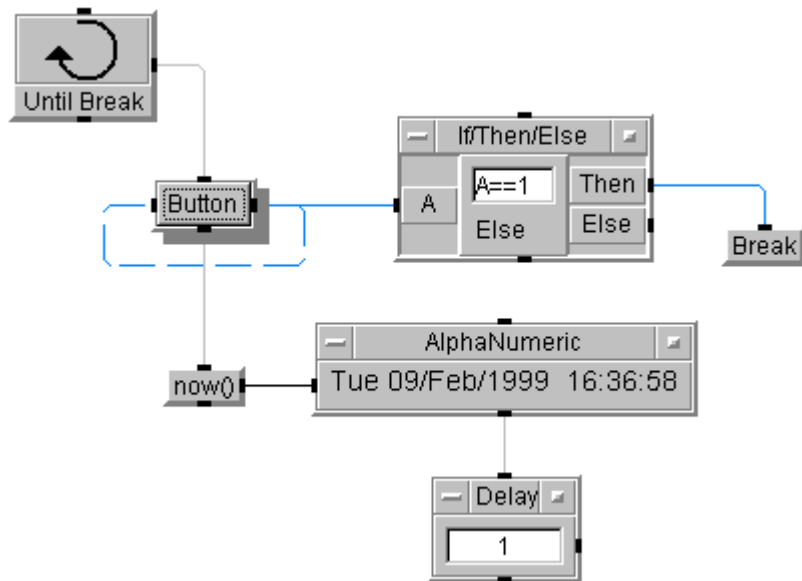 Until Break
If/Then/Else
Button
A
A==1
Then
Else
Else
Break
AlphaNumeric
now()
Tue 09/Feb/1999 16:36:58
Delay
1